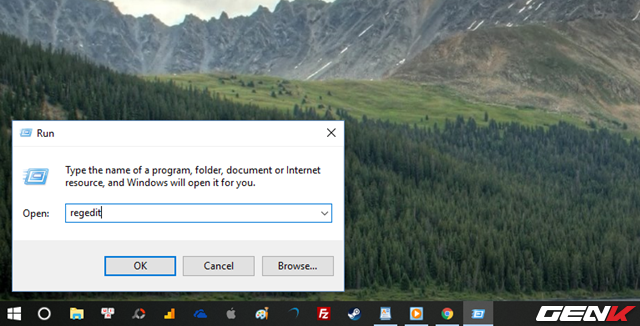 Run
Type the name of a program, folder, document or Internet
resource, and Windows will open it for you.
Open: regedit
OK Cancel Browse...
GENK